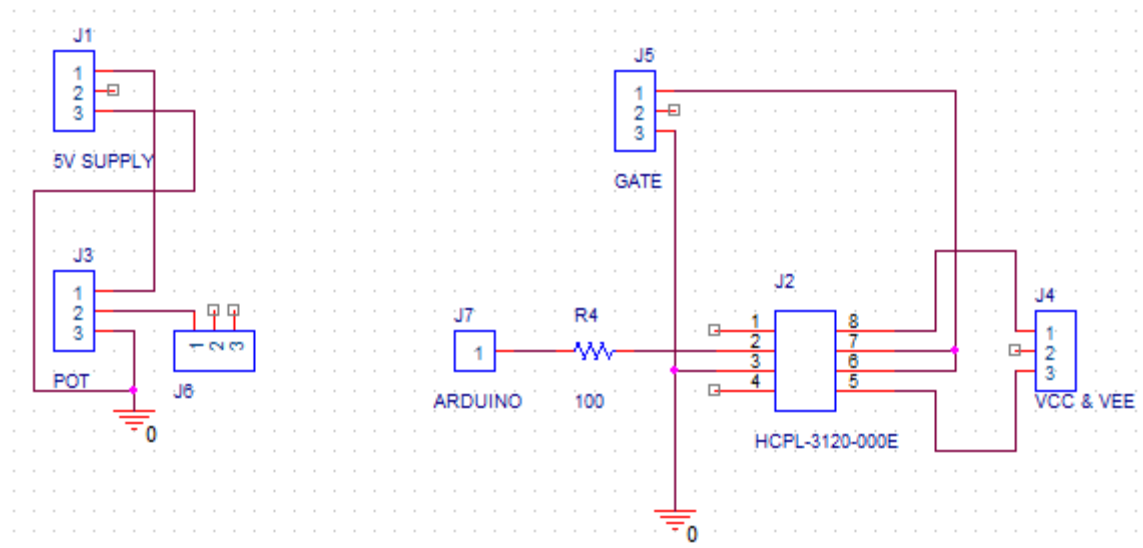 J1
1
2
3
5V SUPPLY
J3
1
2
3
POT
1 2 3
J6
0
J5
1
2
3
GATE
J7
1
ARDUINO
R4
100
J2
1 8
2 7
3 6
4 5
HCPL-3120-000E
J4
1
2
3
VCC & VEE
0